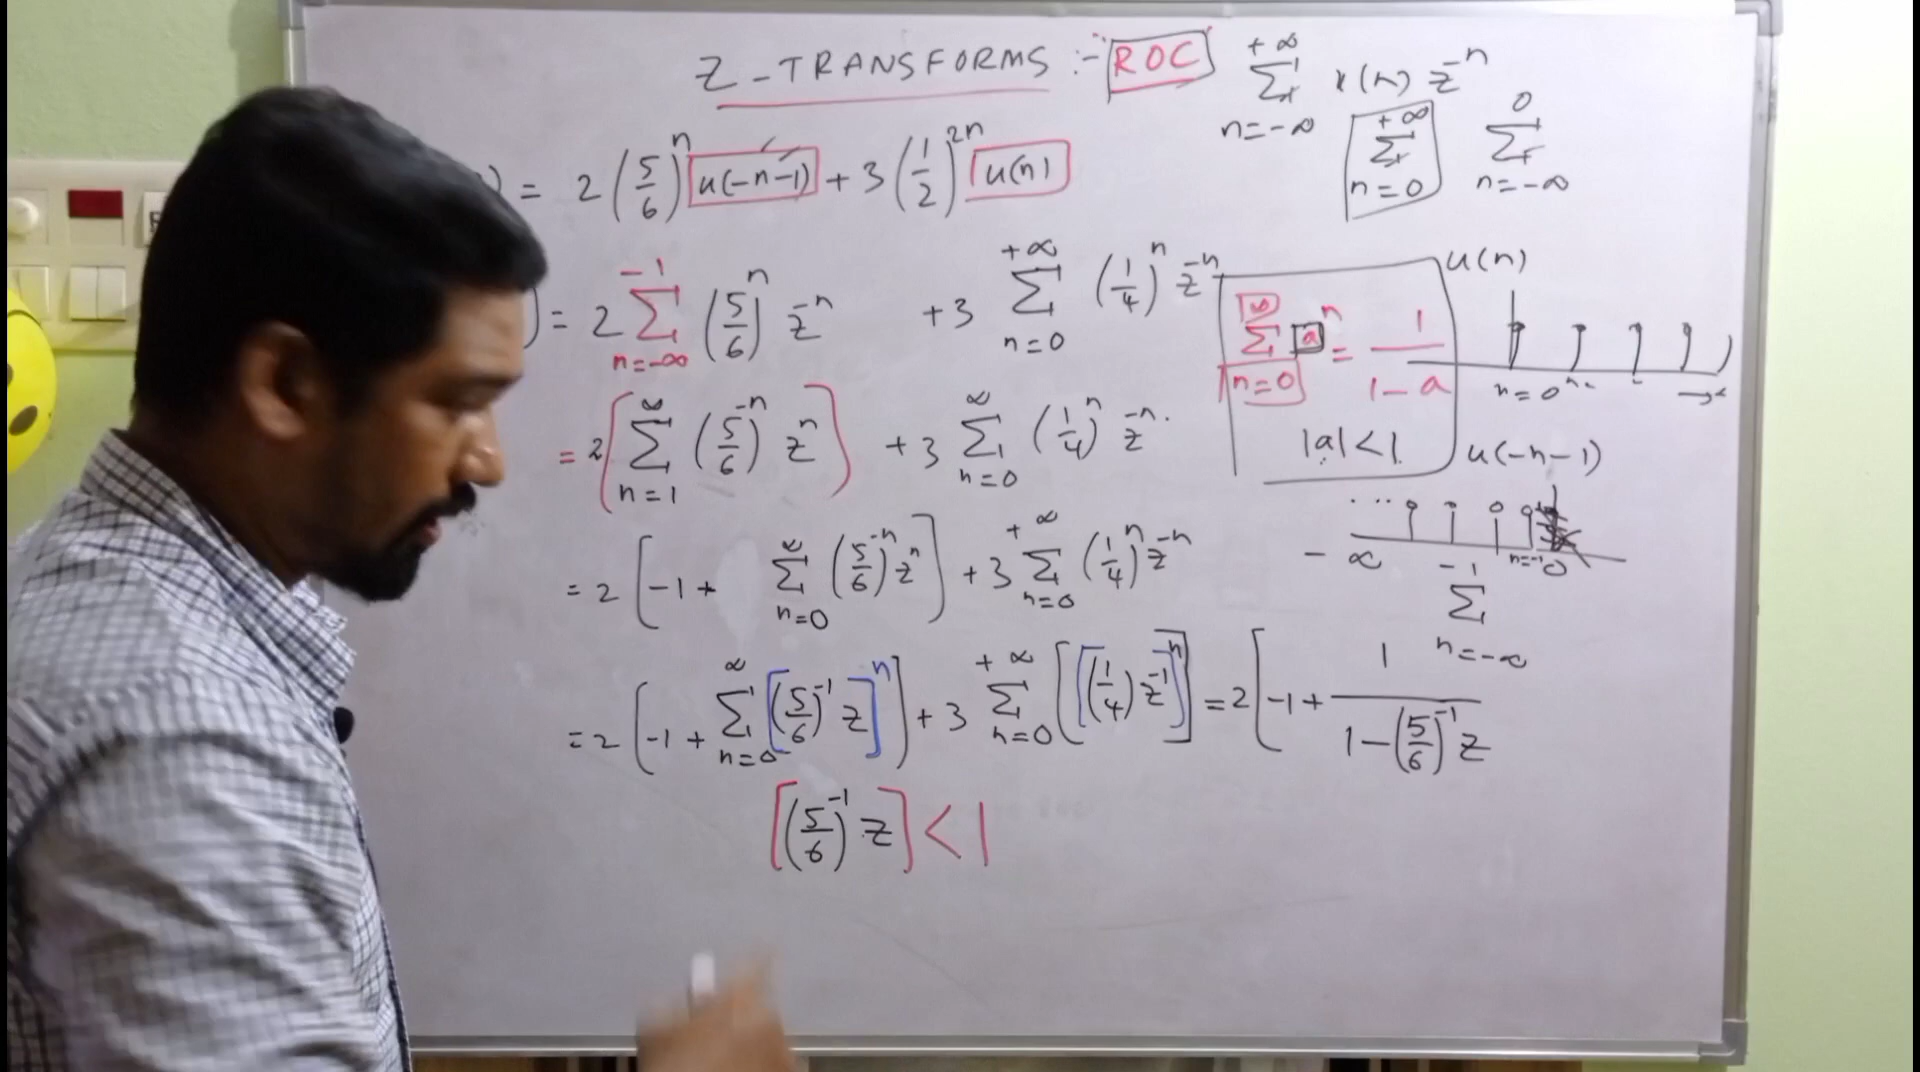 Z-TRANSFORMS :- ROC
+∞ Σ n=-∞ x(n) z^-n
+∞ Σ n=0
0 Σ n=-∞
) = 2 (5/6)^n u(-n-1) + 3 (1/2)^2n u(n)
) = 2 -1 Σ n=-∞ (5/6)^n z^-n + 3 +∞ Σ n=0 (1/4)^n z^-n
∞ Σ n=0 a^n = 1/1-a
|a| < 1
u(n)
n=0
= 2 ( ∞ Σ n=1 (5/6)^-n z^n ) + 3 ∞ Σ n=0 (1/4)^n z^-n.
u(-n-1)
...
-∞ n=-1 0
-1 Σ n=-∞
= 2 [ -1 + ∞ Σ n=0 (5/6)^-n z^n ] + 3 +∞ Σ n=0 (1/4)^n z^-n
= 2 [ -1 + ∞ Σ n=0 [(5/6)^-1 z]^n ] + 3 +∞ Σ n=0 [[(1/4) z^-1]^n] = 2 [ -1 + 1/1-(5/6)^-1 z
[(5/6)^-1 z] < 1